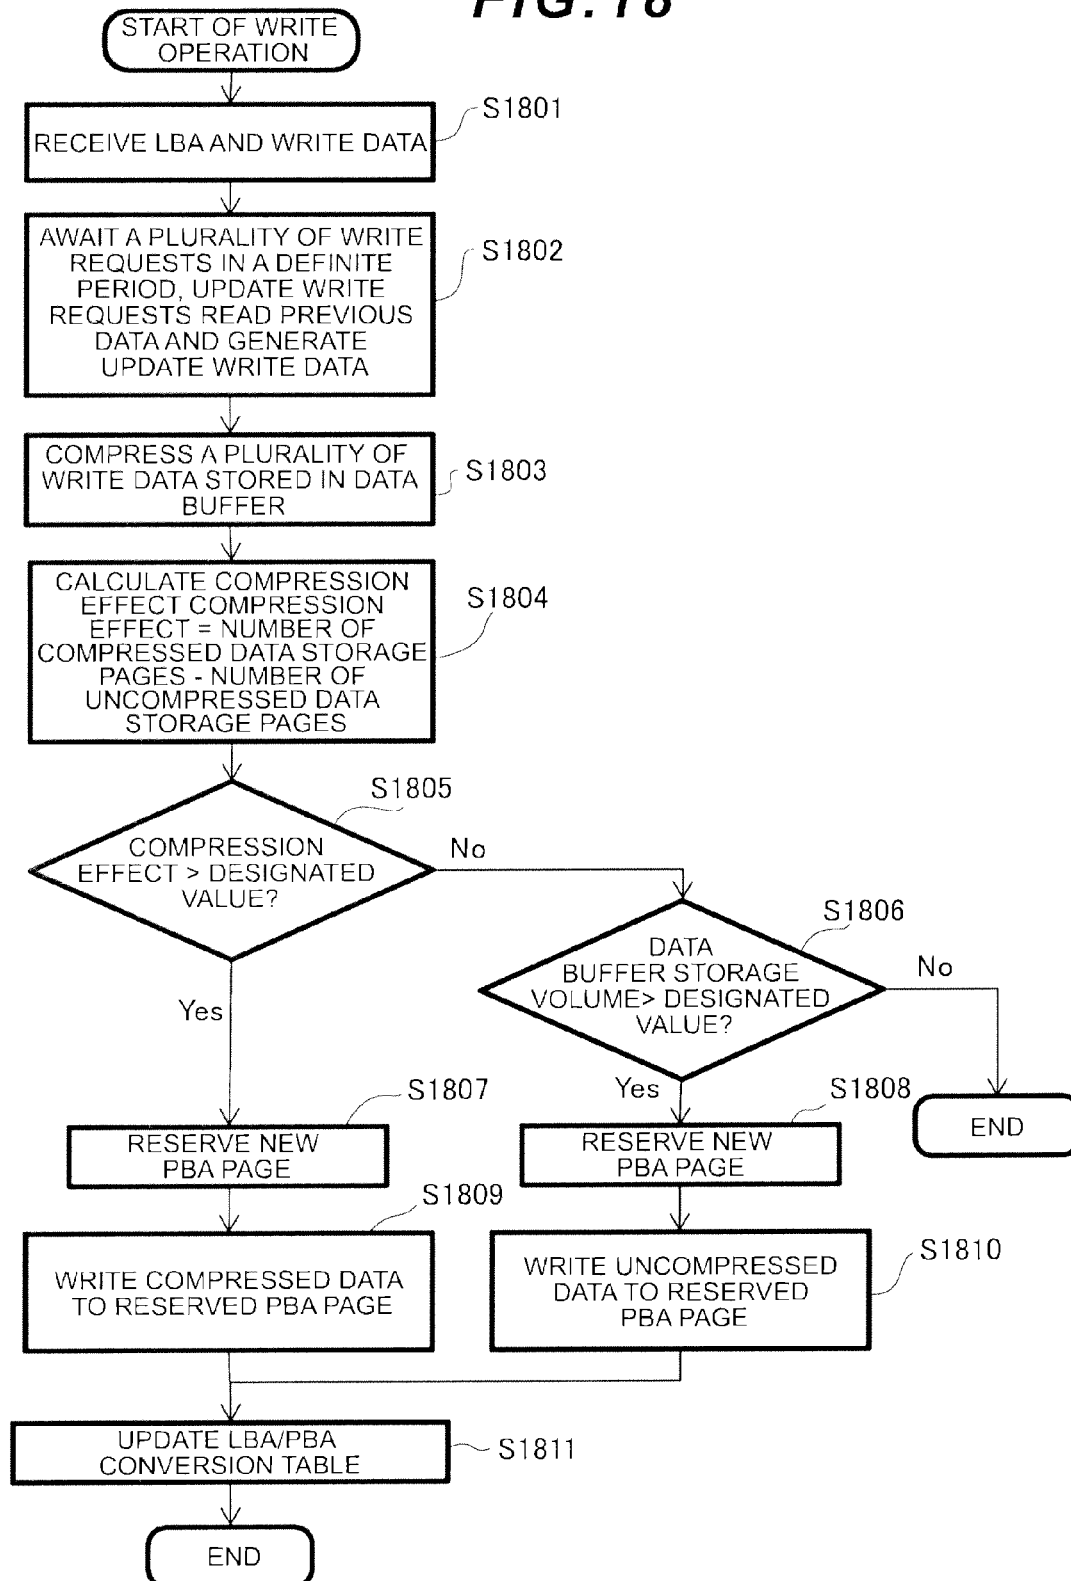 FIG. 18
START OF WRITE
OPERATION
S1801
RECEIVE LBA AND WRITE DATA
S1802
AWAIT A PLURALITY OF WRITE
REQUESTS IN A DEFINITE
PERIOD, UPDATE WRITE
REQUESTS READ PREVIOUS
DATA AND GENERATE
UPDATE WRITE DATA
COMPRESS A PLURALITY OF
WRITE DATA STORED IN DATA
BUFFER
S1803
CALCULATE COMPRESSION
EFFECT COMPRESSION
EFFECT = NUMBER OF
COMPRESSED DATA STORAGE
PAGES - NUMBER OF
UNCOMPRESSED DATA
STORAGE PAGES
S1804
S1805
COMPRESSION
EFFECT > DESIGNATED
VALUE?
No
S1806
DATA
BUFFER STORAGE
VOLUME> DESIGNATED
VALUE?
No
Yes
Yes
END
S1807
RESERVE NEW
PBA PAGE
S1808
RESERVE NEW
PBA PAGE
S1809
WRITE COMPRESSED DATA
TO RESERVED PBA PAGE
S1810
WRITE UNCOMPRESSED
DATA TO RESERVED
PBA PAGE
UPDATE LBA/PBA
CONVERSION TABLE
S1811
END